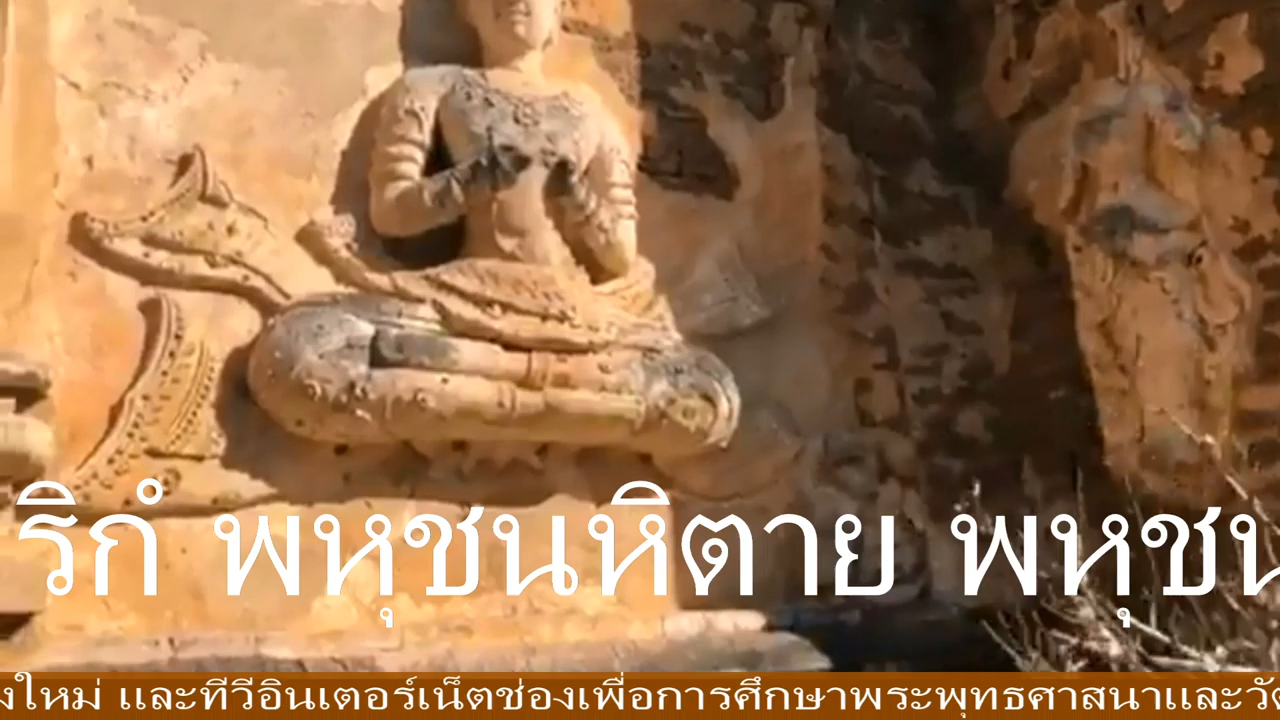 ริกํ พหุชนหิตาย พหุชน
งใหม่ และทีวีอินเตอร์เน็ตช่องเพื่อการศึกษาพระพุทธศาสนาและวั